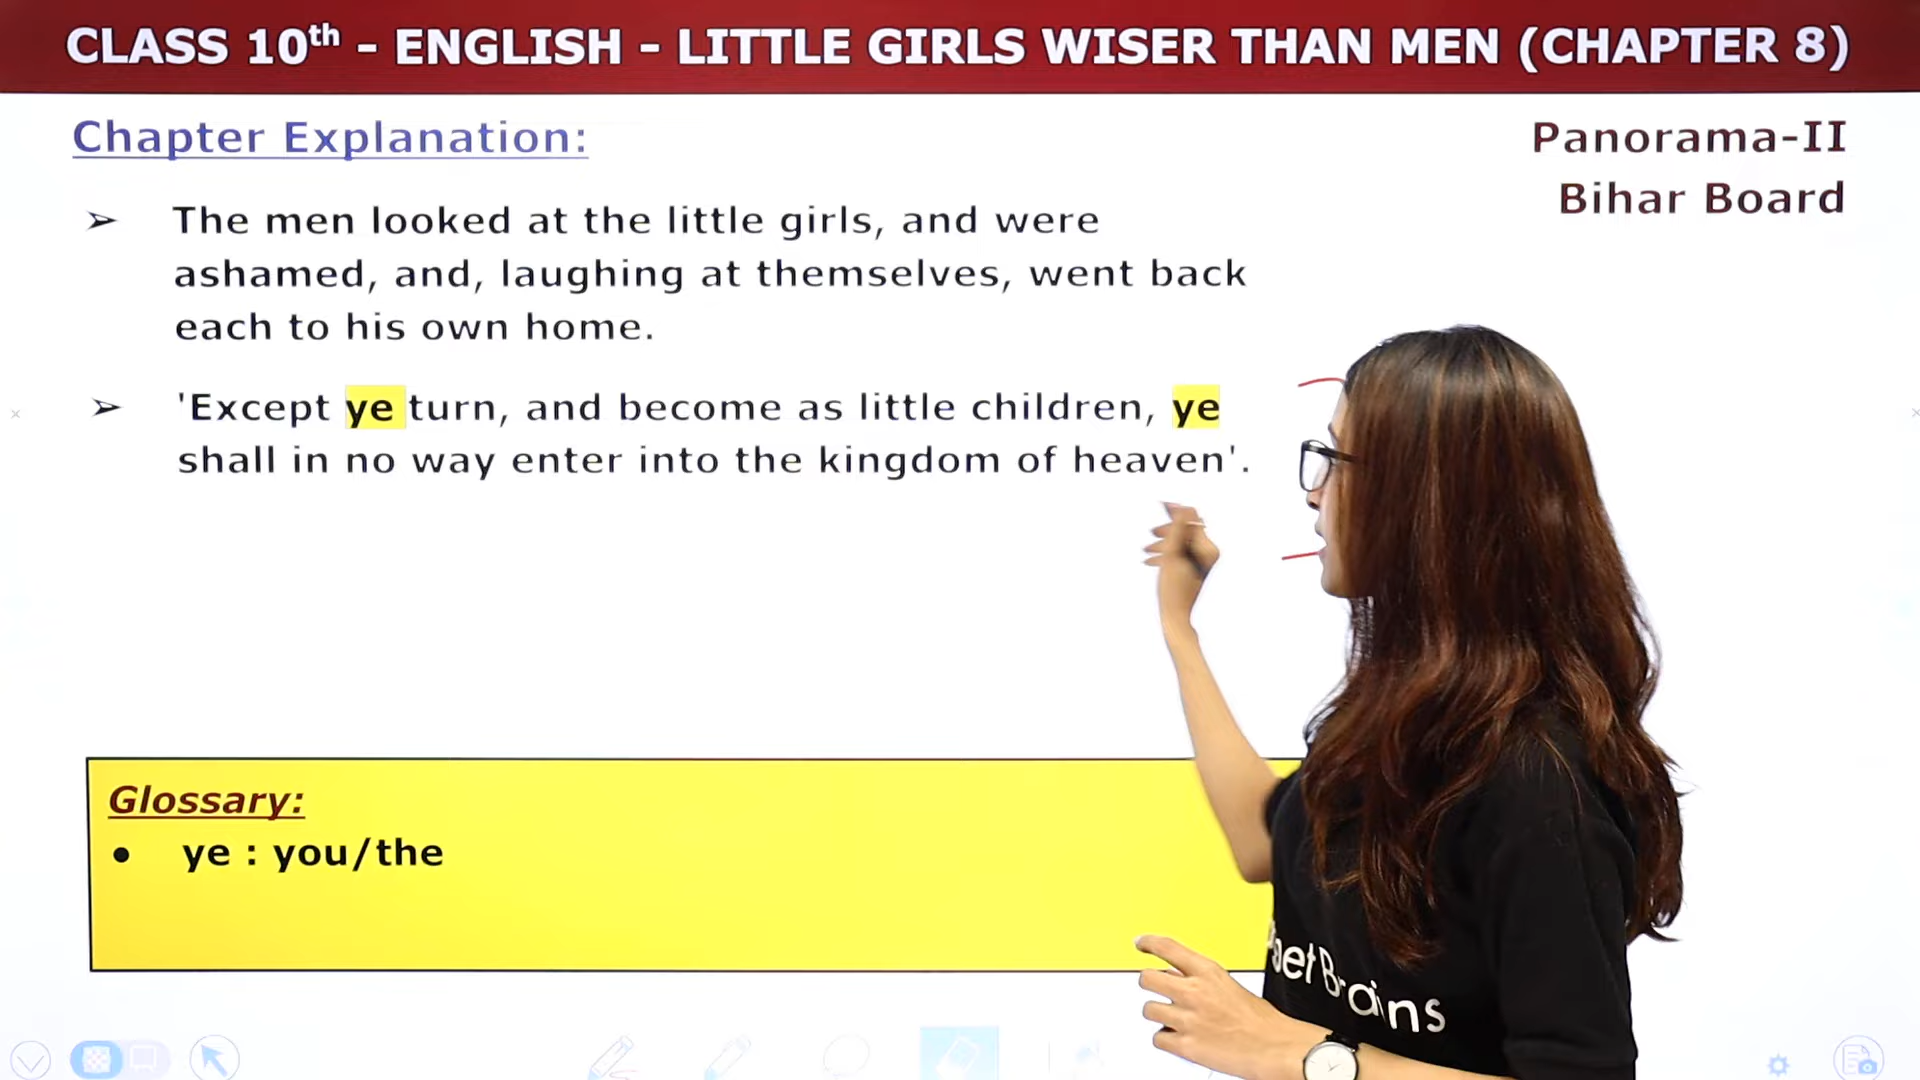 CLASS 10th - ENGLISH - LITTLE GIRLS WISER THAN MEN (CHAPTER 8)
Chapter Explanation:
Panorama-II
Bihar Board
➢ The men looked at the little girls, and were
ashamed, and, laughing at themselves, went back
each to his own home.
➢ 'Except ye turn, and become as little children, ye
shall in no way enter into the kingdom of heaven'.
Glossary:
• ye : you/the
Brains